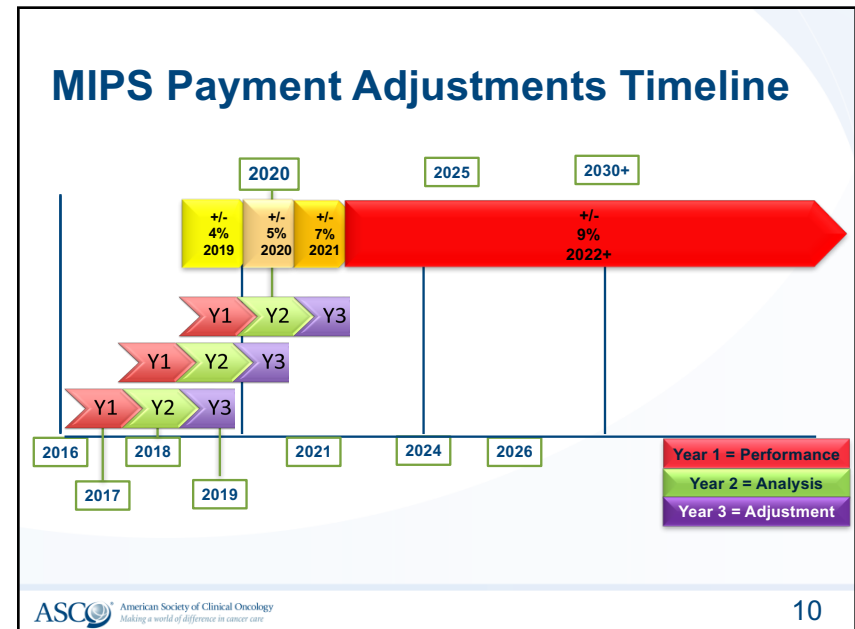 MIPS Payment Adjustments Timeline
2020
2025
2030+
+/-
4%
2019
+/-
5%
2020
+/-
7%
2021
+/-
9%
2022+
Y1
Y2
Y3
Y1
Y2
Y3
Y1
Y2
Y3
2016
2018
2021
2024
2026
2017
2019
Year 1 = Performance
Year 2 = Analysis
Year 3 = Adjustment
ASCO American Society of Clinical Oncology
Making a world of difference in cancer care
10